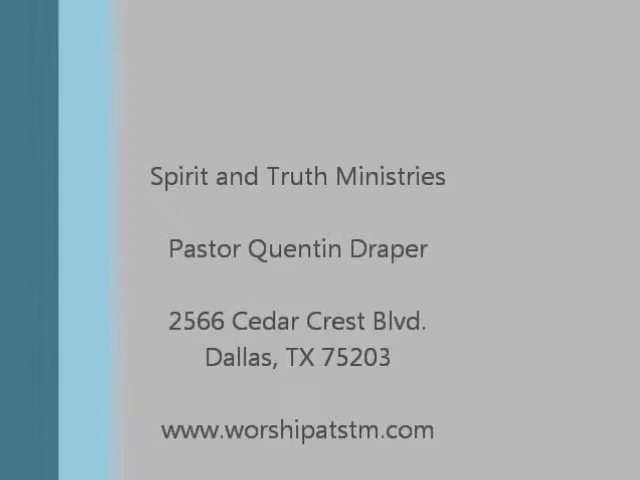 Spirit and Truth Ministries
Pastor Quentin Draper
2566 Cedar Crest Blvd.
Dallas, TX 75203
www.worshipatstm.com